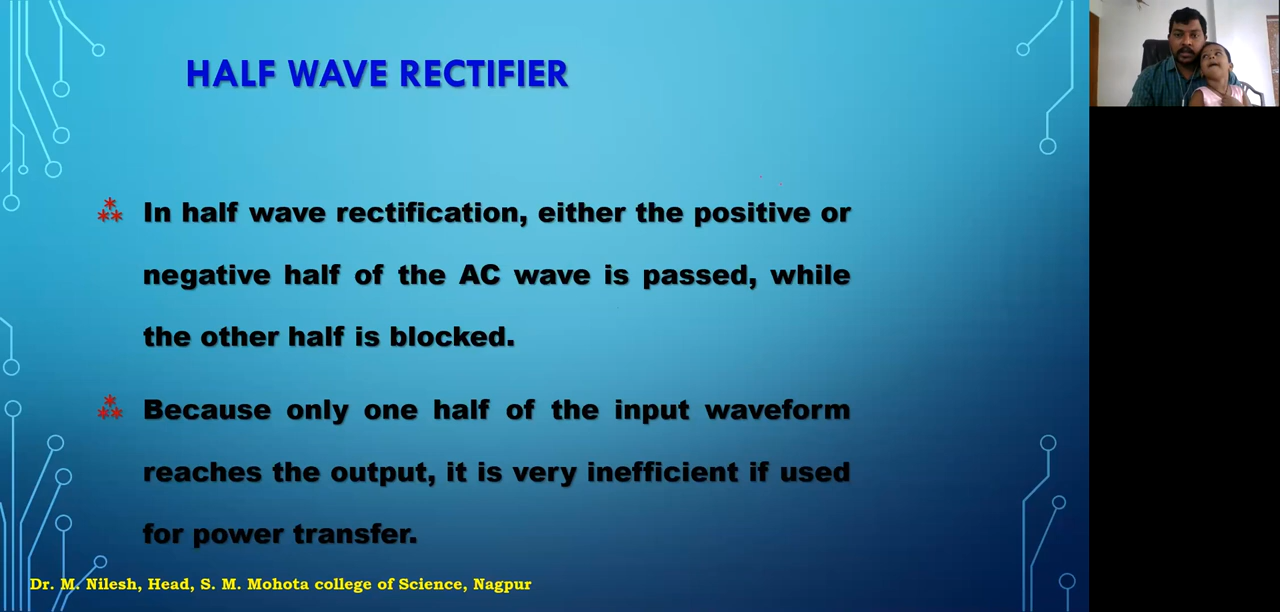 HALF WAVE RECTIFIER
In half wave rectification, either the positive or
negative half of the AC wave is passed, while
the other half is blocked.
Because only one half of the input waveform
reaches the output, it is very inefficient if used
for power transfer.
Dr. M. Nilesh, Head, S. M. Mohota college of Science, Nagpur